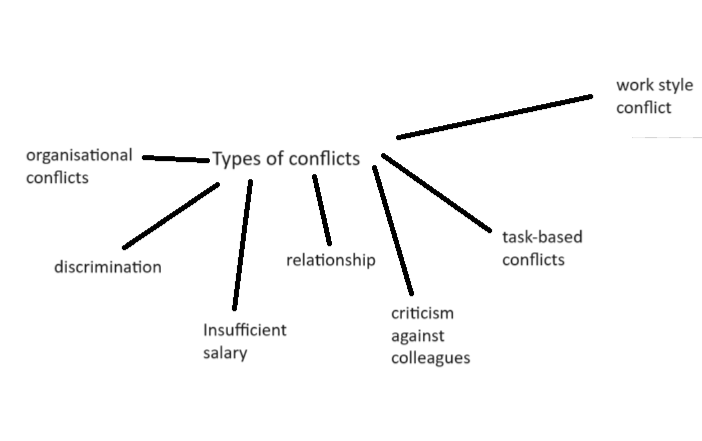 work style
conflict
organisational
conflicts
Types of conflicts
task-based
conflicts
discrimination
relationship
criticism
against
colleagues
Insufficient
salary